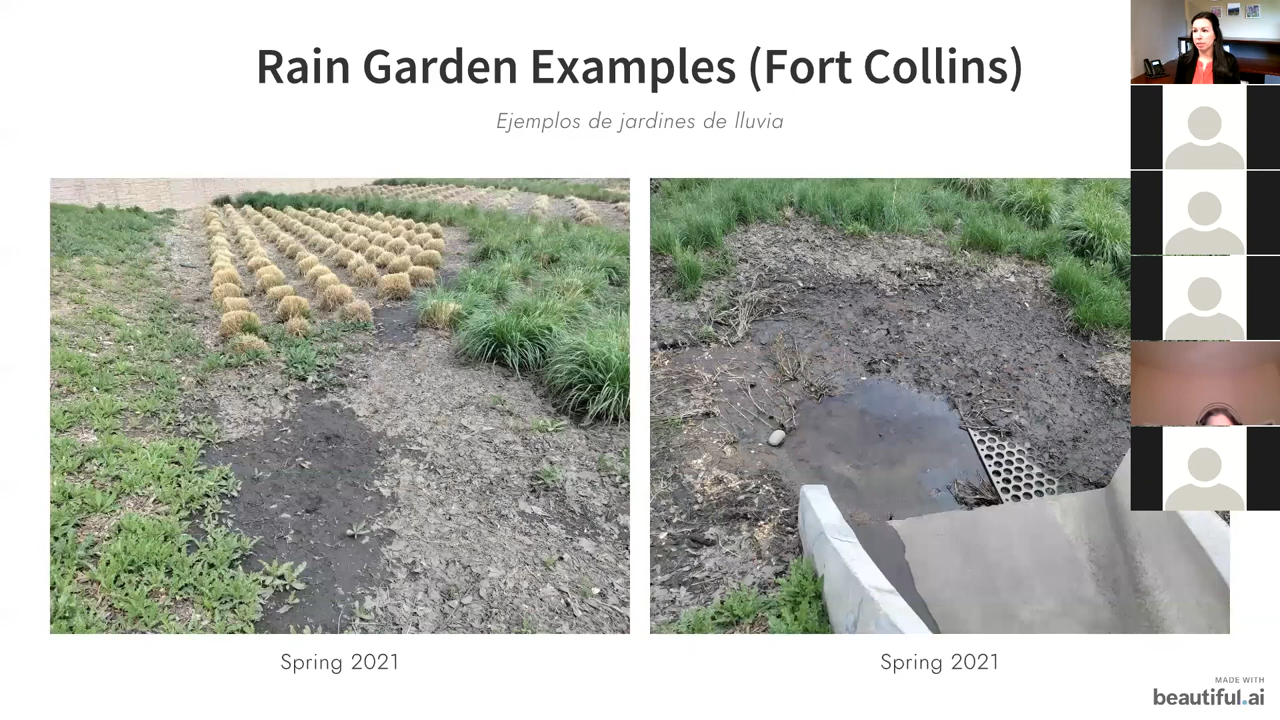 Rain Garden Examples (Fort Collins)
Ejemplos de jardines de lluvia
Spring 2021
Spring 2021
MADE WITH
beautiful.ai